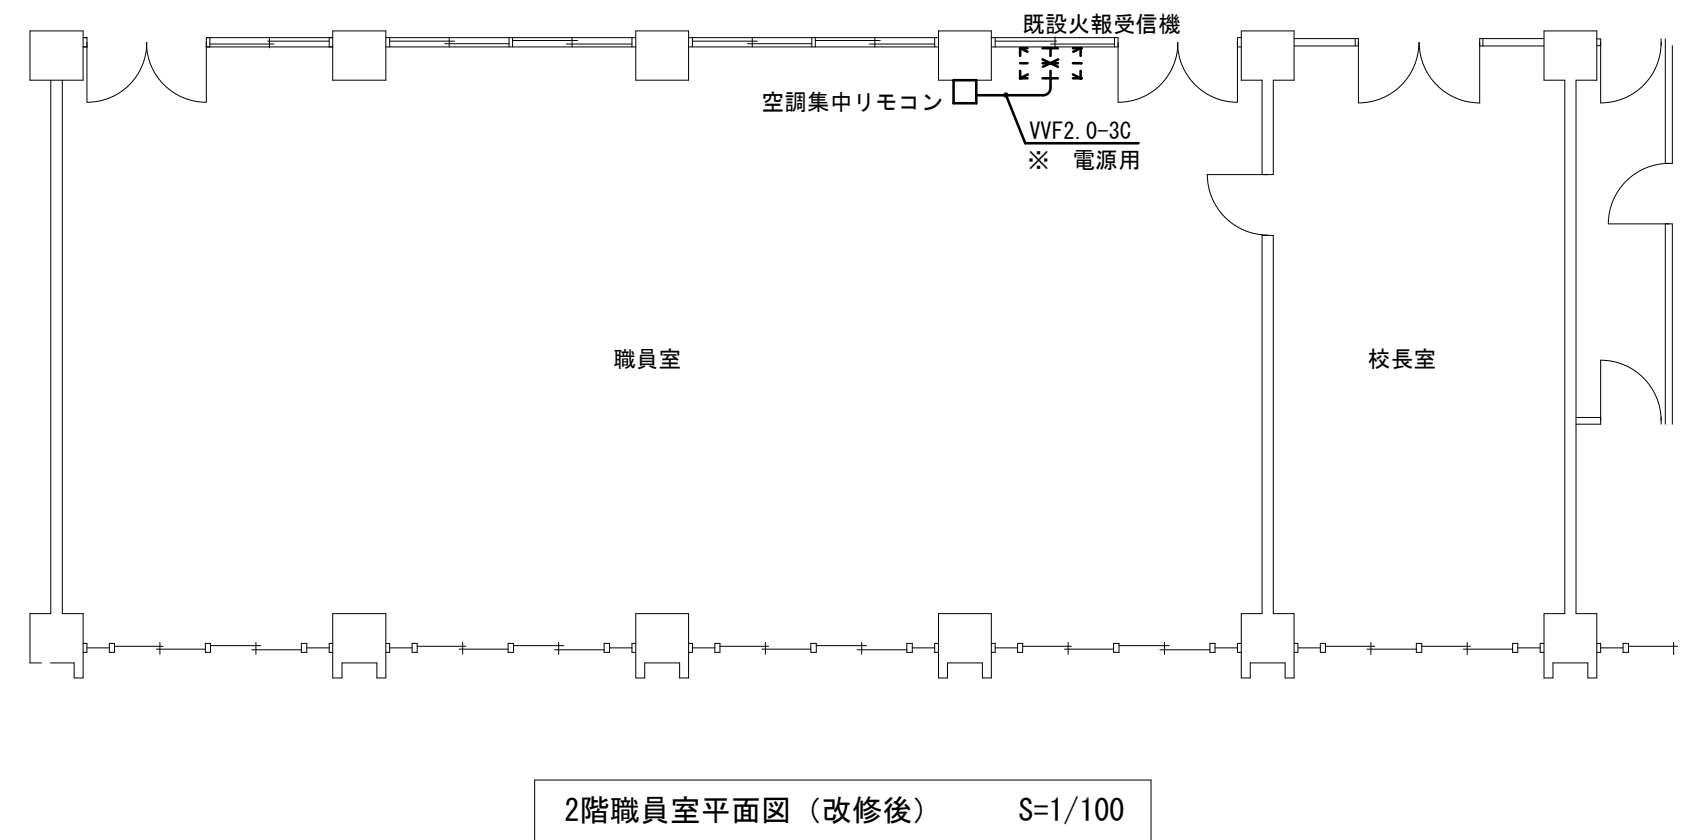 既設火報受信機
空調集中リモコン
VVF2.0-3C
※　電源用
職員室
校長室
2階職員室平面図（改修後）　　S=1/100